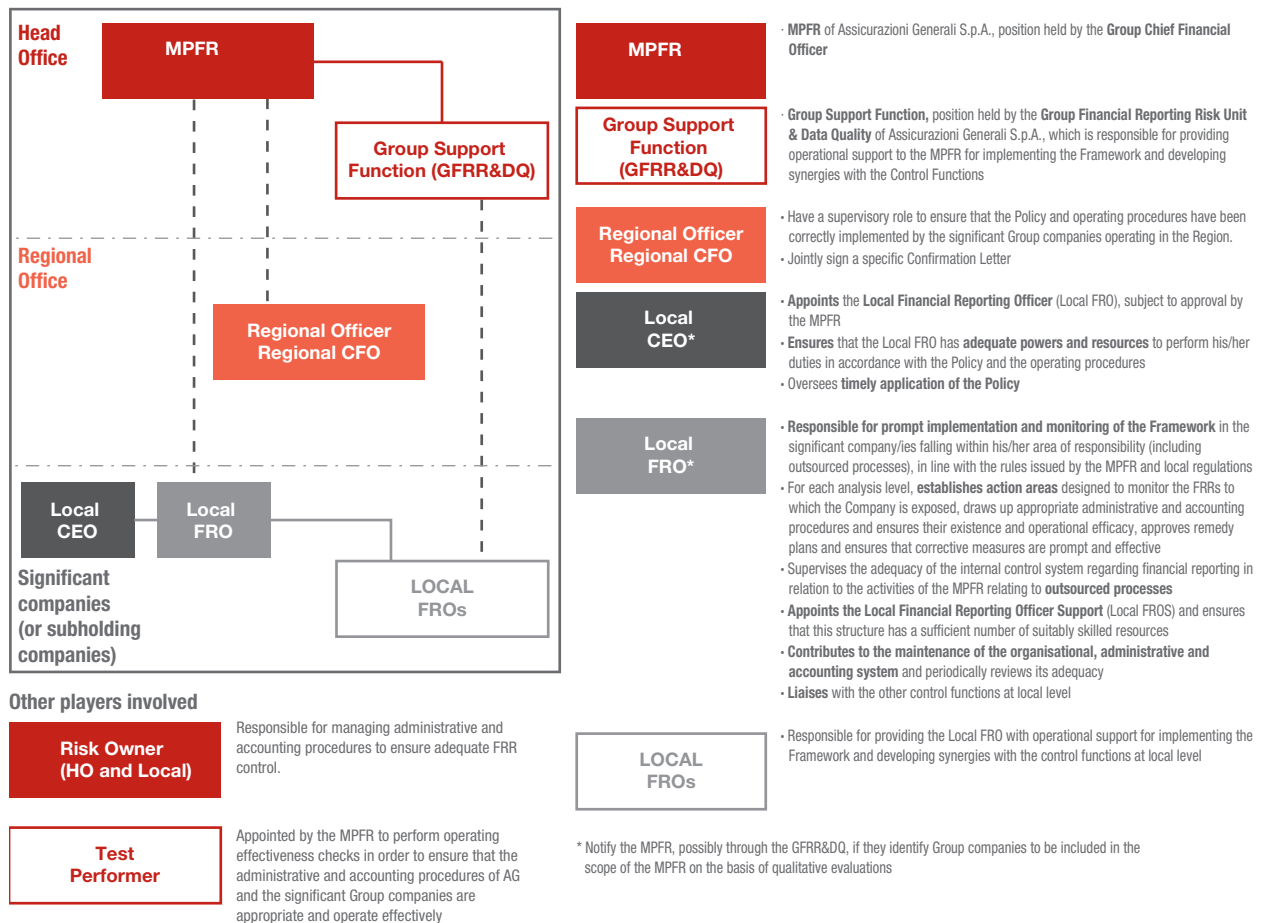 Head
Office
MPFR
Group Support
Function (GFRR&DQ)
Regional
Office
Regional Officer
Regional CFO
Local
CEO
Local
FRO
LOCAL
FROs
Significant
companies
(or subholding
companies)
Other players involved
Risk Owner
(HO and Local)
Responsible for managing administrative and
accounting procedures to ensure adequate FRR
control.
Test
Performer
Appointed by the MPFR to perform operating
effectiveness checks in order to ensure that the
administrative and accounting procedures of AG
and the significant Group companies are
appropriate and operate effectively
MPFR
· MPFR of Assicurazioni Generali S.p.A., position held by the Group Chief Financial
Officer
Group Support
Function
(GFRR&DQ)
· Group Support Function, position held by the Group Financial Reporting Risk Unit
& Data Quality of Assicurazioni Generali S.p.A., which is responsible for providing
operational support to the MPFR for implementing the Framework and developing
synergies with the Control Functions
Regional Officer
Regional CFO
• Have a supervisory role to ensure that the Policy and operating procedures have been
correctly implemented by the significant Group companies operating in the Region.
• Jointly sign a specific Confirmation Letter
Local
CEO*
• Appoints the Local Financial Reporting Officer (Local FRO), subject to approval by
the MPFR
• Ensures that the Local FRO has adequate powers and resources to perform his/her
duties in accordance with the Policy and the operating procedures
• Oversees timely application of the Policy
Local
FRO*
• Responsible for prompt implementation and monitoring of the Framework in the
significant company/ies falling within his/her area of responsibility (including
outsourced processes), in line with the rules issued by the MPFR and local regulations
• For each analysis level, establishes action areas designed to monitor the FRRs to
which the Company is exposed, draws up appropriate administrative and accounting
procedures and ensures their existence and operational efficacy, approves remedy
plans and ensures that corrective measures are prompt and effective
• Supervises the adequacy of the internal control system regarding financial reporting in
relation to the activities of the MPFR relating to outsourced processes
• Appoints the Local Financial Reporting Officer Support (Local FROS) and ensures
that this structure has a sufficient number of suitably skilled resources
• Contributes to the maintenance of the organisational, administrative and
accounting system and periodically reviews its adequacy
• Liaises with the other control functions at local level
LOCAL
FROs
• Responsible for providing the Local FRO with operational support for implementing the
Framework and developing synergies with the control functions at local level
* Notify the MPFR, possibly through the GFRR&DQ, if they identify Group companies to be included in the
scope of the MPFR on the basis of qualitative evaluations